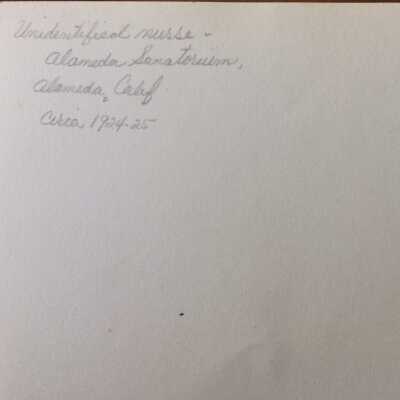 Unidentified nurse -
Alameda Sanatorium,
Alameda, Calif.
Circa 1924-25